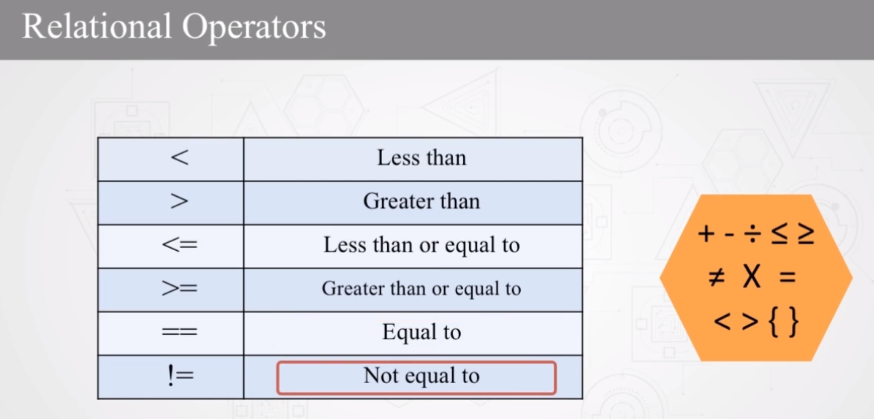 Relational Operators
< Less than
> Greater than
<= Less than or equal to
>= Greater than or equal to
== Equal to
!= Not equal to
+ - ÷ ≤ ≥
≠ X =
< > { }